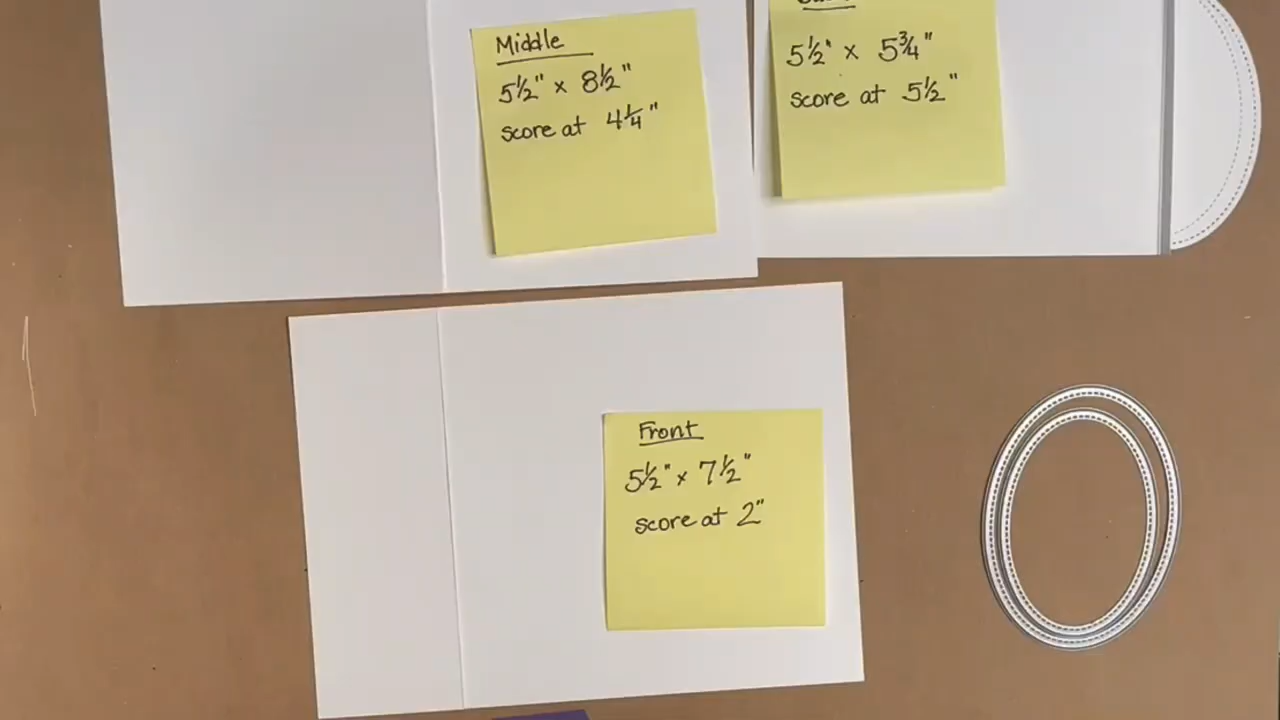 Middle
5½" x 8½"
score at 4¼"
5½" x 5¾"
score at 5½"
Front
5½" x 7½"
score at 2"